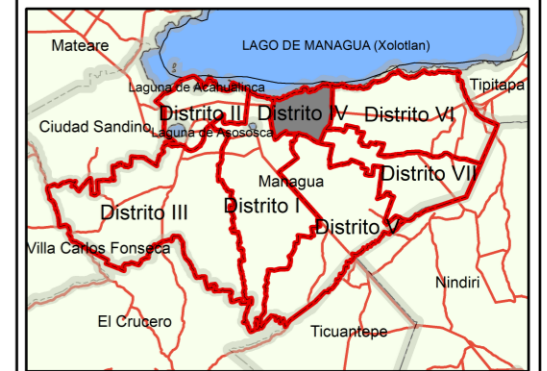 Mateare
LAGO DE MANAGUA (Xolotlan)
Tipitapa
Laguna de Acahualinca
Distrito II
Distrito IV
Distrito VI
Ciudad Sandino
Laguna de Asososca
Distrito VII
Managua
Distrito III
Distrito I
Distrito V
Villa Carlos Fonseca
Nindiri
El Crucero
Ticuantepe